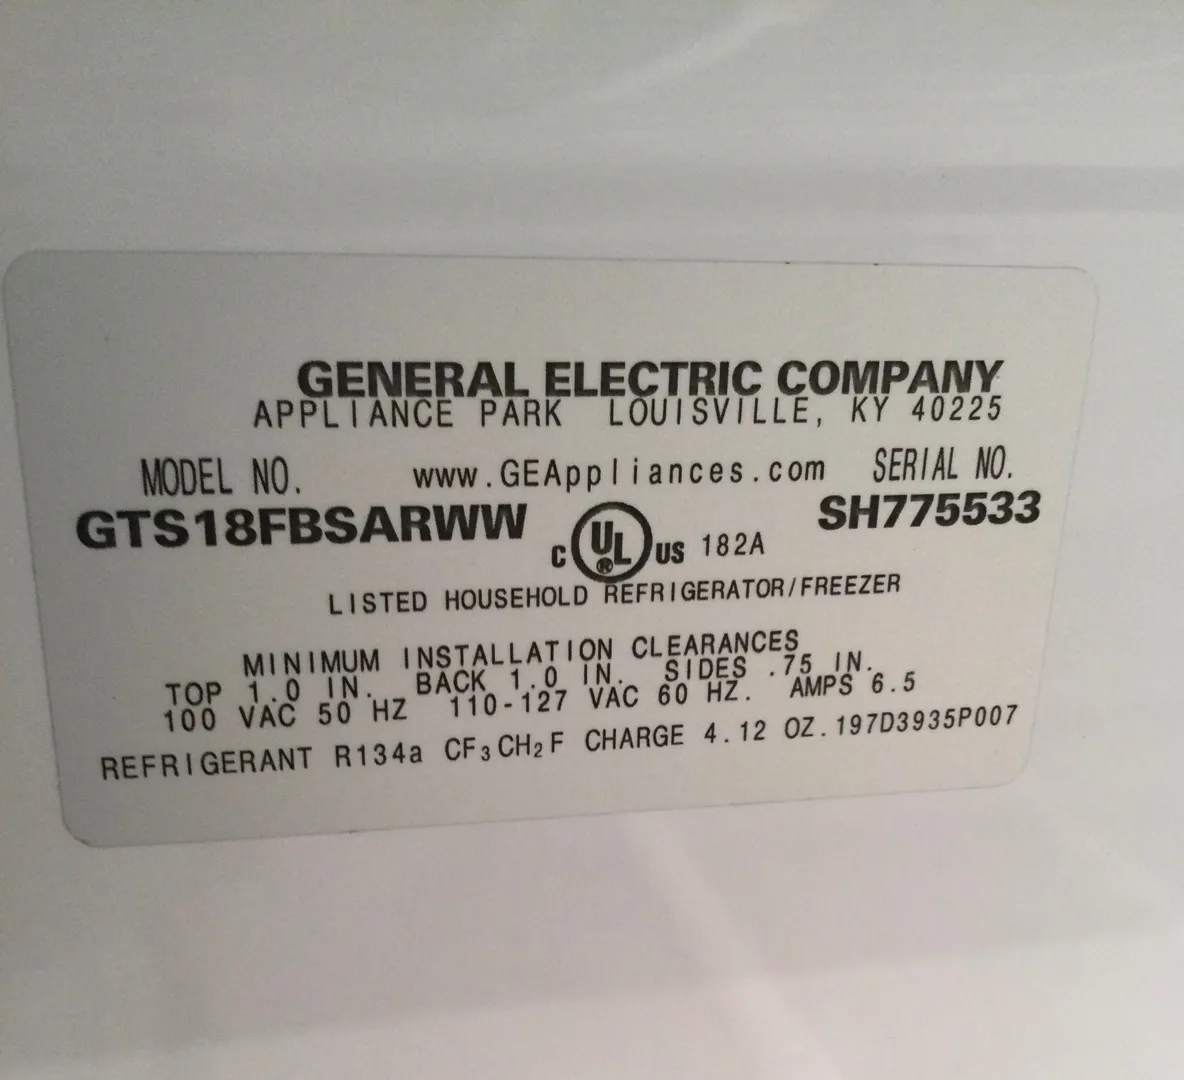 GENERAL ELECTRIC COMPANY
APPLIANCE PARK LOUISVILLE, KY 40225
MODEL NO. www.GEAppliances.com SERIAL NO.
GTS18FBSARWW C UL® US 182A SH775533
LISTED HOUSEHOLD REFRIGERATOR/FREEZER
MINIMUM INSTALLATION CLEARANCES
TOP 1.0 IN. BACK 1.0 IN. SIDES .75 IN.
100 VAC 50 HZ 110-127 VAC 60 HZ. AMPS 6.5
REFRIGERANT R134a CF₃CH₂F CHARGE 4.12 OZ.197D3935P007